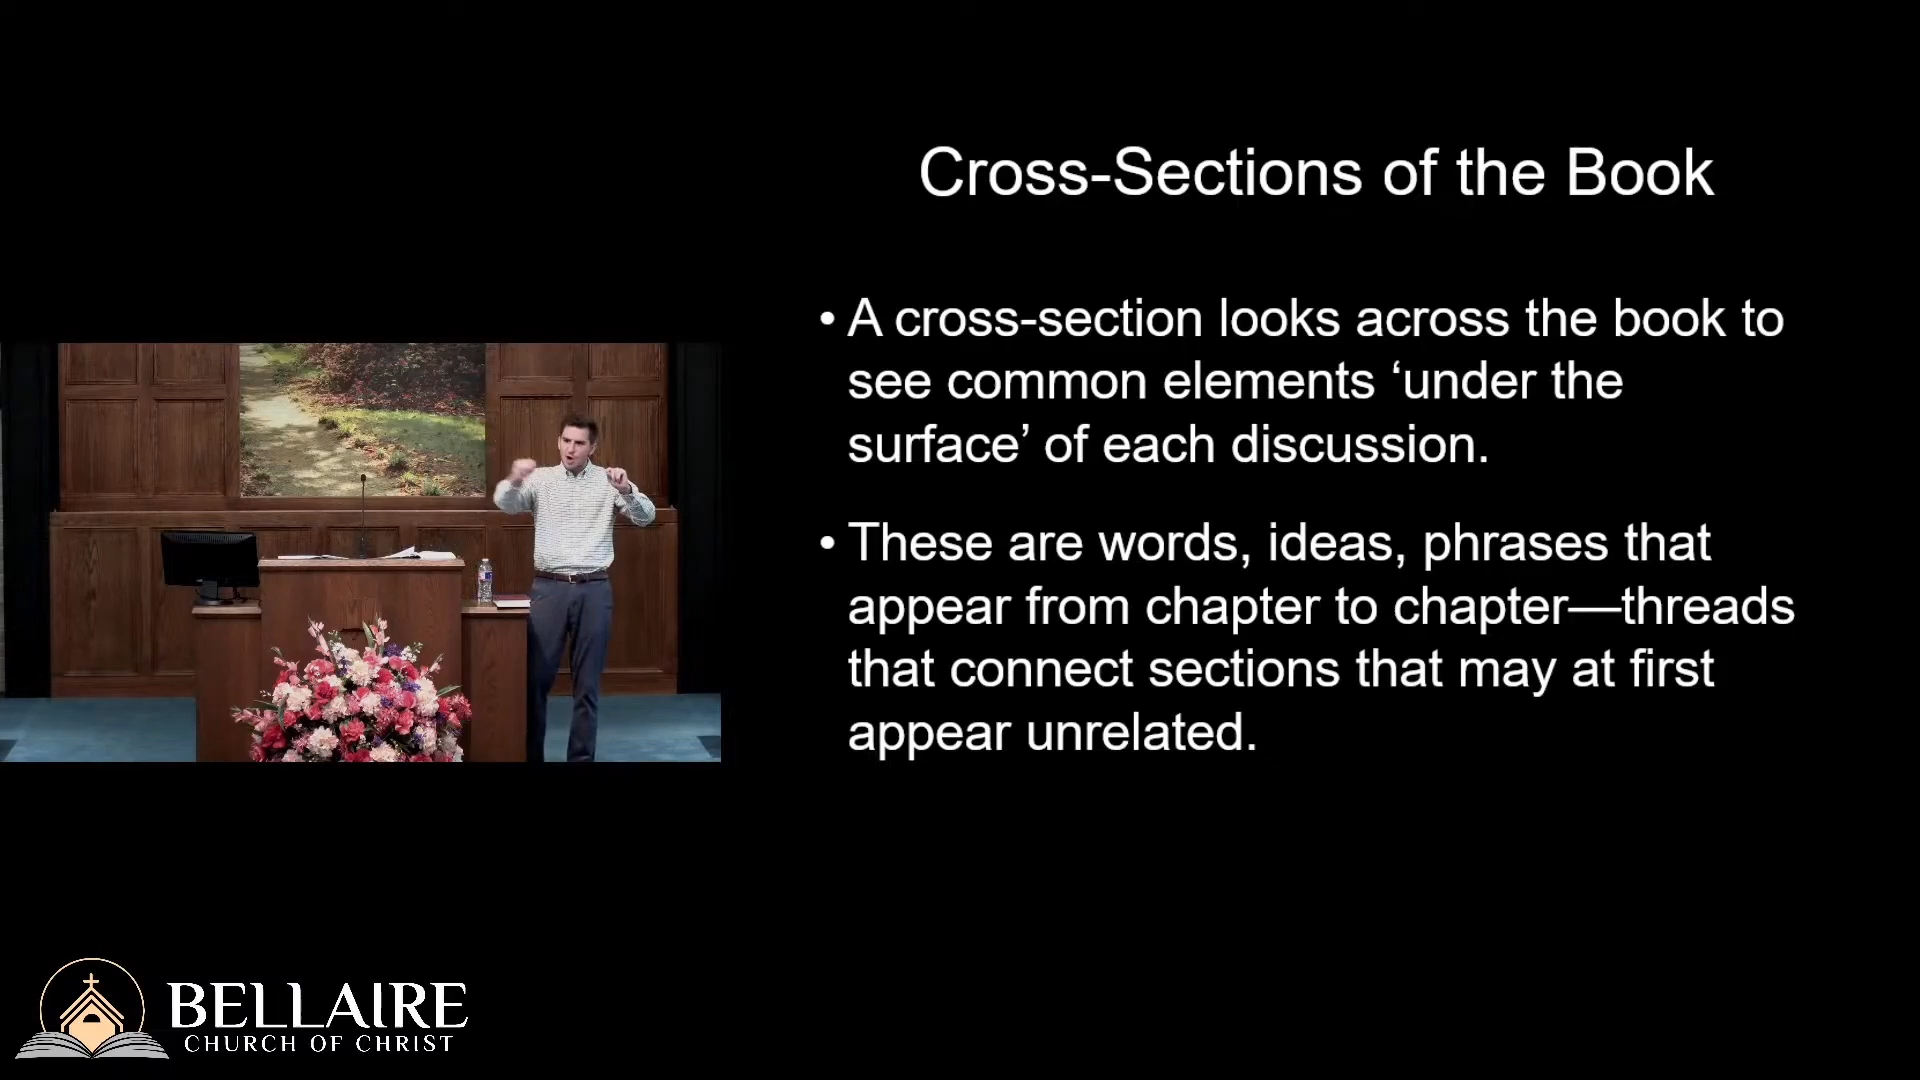 Cross-Sections of the Book
• A cross-section looks across the book to
see common elements ‘under the
surface’ of each discussion.
• These are words, ideas, phrases that
appear from chapter to chapter—threads
that connect sections that may at first
appear unrelated.
BELLAIRE
CHURCH OF CHRIST